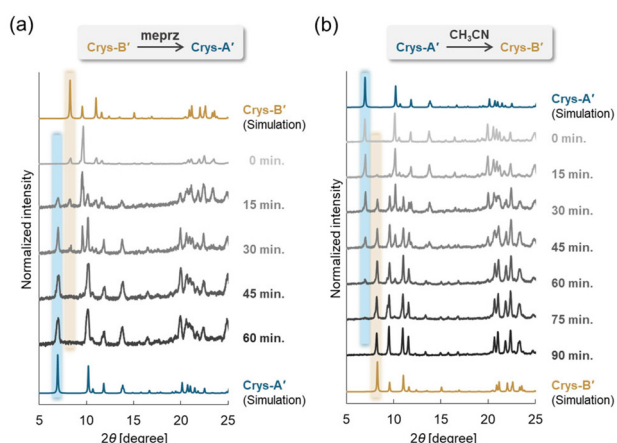 (a)
meprz
Crys-B′ → Crys-A′
Crys-B′
(Simulation)
0 min.
15 min.
30 min.
45 min.
60 min.
Crys-A′
(Simulation)
Normalized intensity
5 10 15 20 25
2θ [degree]
(b)
CH₃CN
Crys-A′ → Crys-B′
Crys-A′
(Simulation)
0 min.
15 min.
30 min.
45 min.
60 min.
75 min.
90 min.
Crys-B′
(Simulation)
Normalized intensity
5 10 15 20 25
2θ [degree]